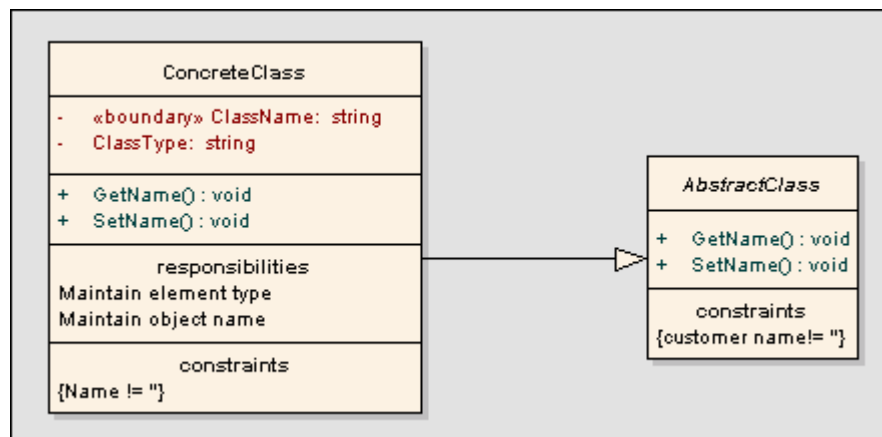 ConcreteClass
- «boundary» ClassName: string
- ClassType: string
+ GetName() : void
+ SetName() : void
responsibilities
Maintain element type
Maintain object name
constraints
{Name != ''}
AbstractClass
+ GetName() : void
+ SetName() : void
constraints
{customer name!= ''}